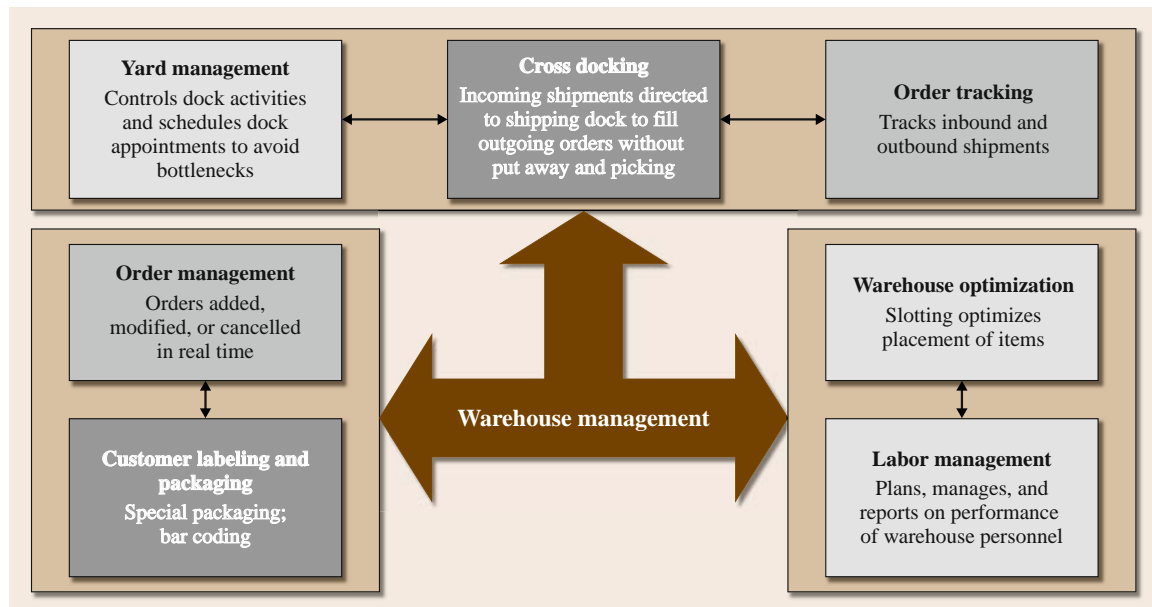 Yard management
Controls dock activities
and schedules dock
appointments to avoid
bottlenecks
Cross docking
Incoming shipments directed
to shipping dock to fill
outgoing orders without
put away and picking
Order tracking
Tracks inbound and
outbound shipments
Order management
Orders added,
modified, or cancelled
in real time
Customer labeling and
packaging
Special packaging;
bar coding
Warehouse management
Warehouse optimization
Slotting optimizes
placement of items
Labor management
Plans, manages, and
reports on performance
of warehouse personnel